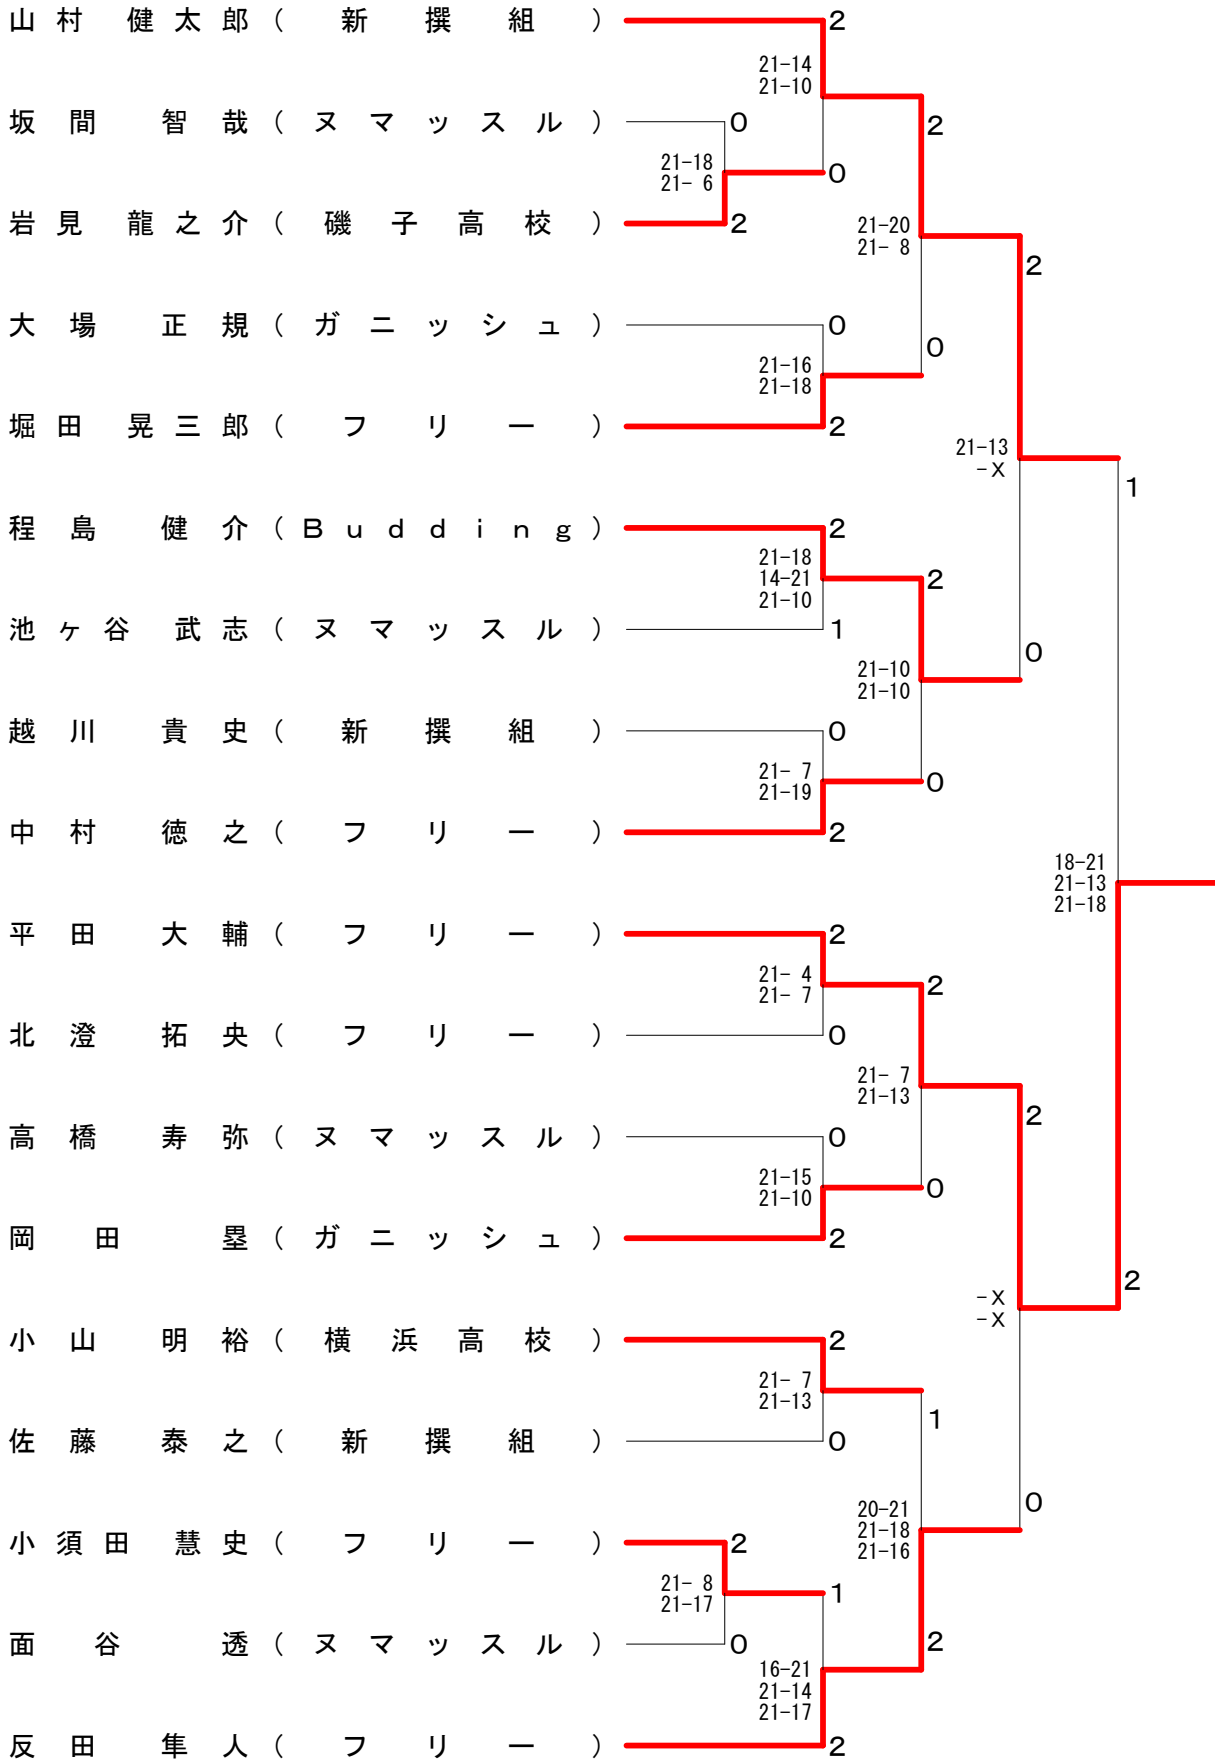 山村 健太郎 (新撰組) 2
21-14
21-10
坂間 智哉 (ヌマッスル) 0 2
21-18
21- 6 0
岩見 龍之介 (磯子高校) 2
21-20
21- 8 2
大場 正規 (ガニッシュ) 0
0
21-16
21-18
堀田 晃三郎 (フリー) 2
21-13
-X
1
程島 健介 (Budding) 2
21-18
14-21 2
21-10
池ヶ谷 武志 (ヌマッスル) 1
0
21-10
21-10
越川 貴史 (新撰組) 0
21- 7
21-19 0
中村 徳之 (フリー) 2
18-21
21-13
21-18
平田 大輔 (フリー) 2
21- 4
21- 7 2
北澄 拓央 (フリー) 0
21- 7
21-13
2
高橋 寿弥 (ヌマッスル) 0
21-15
21-10 0
岡田 塁 (ガニッシュ) 2
2
-X
-X
小山 明裕 (横浜高校) 2
21- 7
21-13
1
佐藤 泰之 (新撰組) 0
0
20-21
21-18
21-16
小須田 慧史 (フリー) 2
21- 8
21-17 1
面谷 透 (ヌマッスル) 0 2
16-21
21-14
21-17
反田 隼人 (フリー) 2